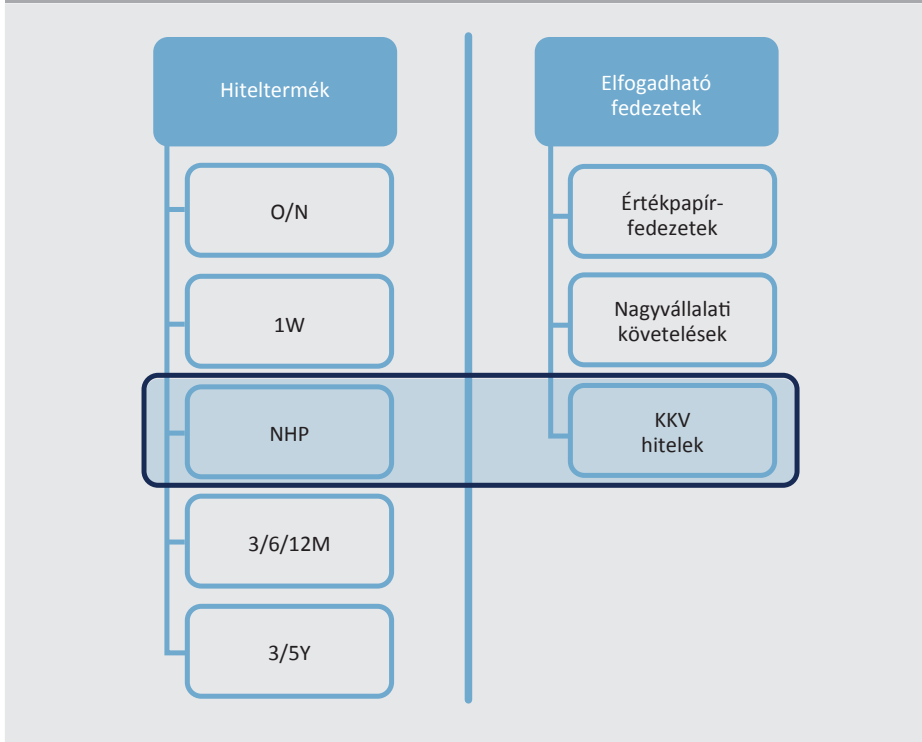 Hiteltermék
O/N
1W
NHP
3/6/12M
3/5Y
Elfogadható
fedezetek
Értékpapír-
fedezetek
Nagyvállalati
követelések
KKV
hitelek